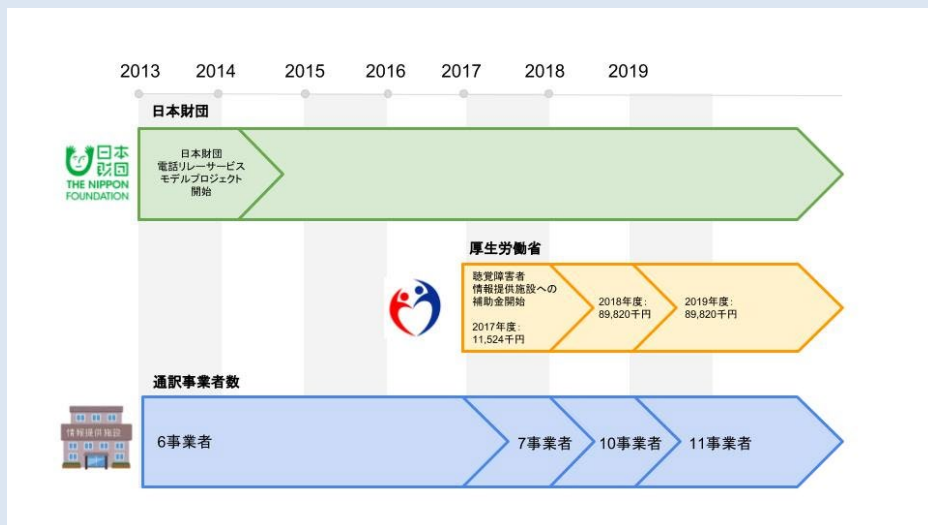 2013
2014
2015
2016
2017
2018
2019
日本財団
日本
財団
THE NIPPON
FOUNDATION
日本財団
電話リレーサービス
モデルプロジェクト
開始
厚生労働省
聴覚障害者
情報提供施設への
補助金開始
2017年度:
11,524千円
2018年度:
89,820千円
2019年度:
89,820千円
通訳事業者数
情報提供施設
6事業者
7事業者
10事業者
11事業者